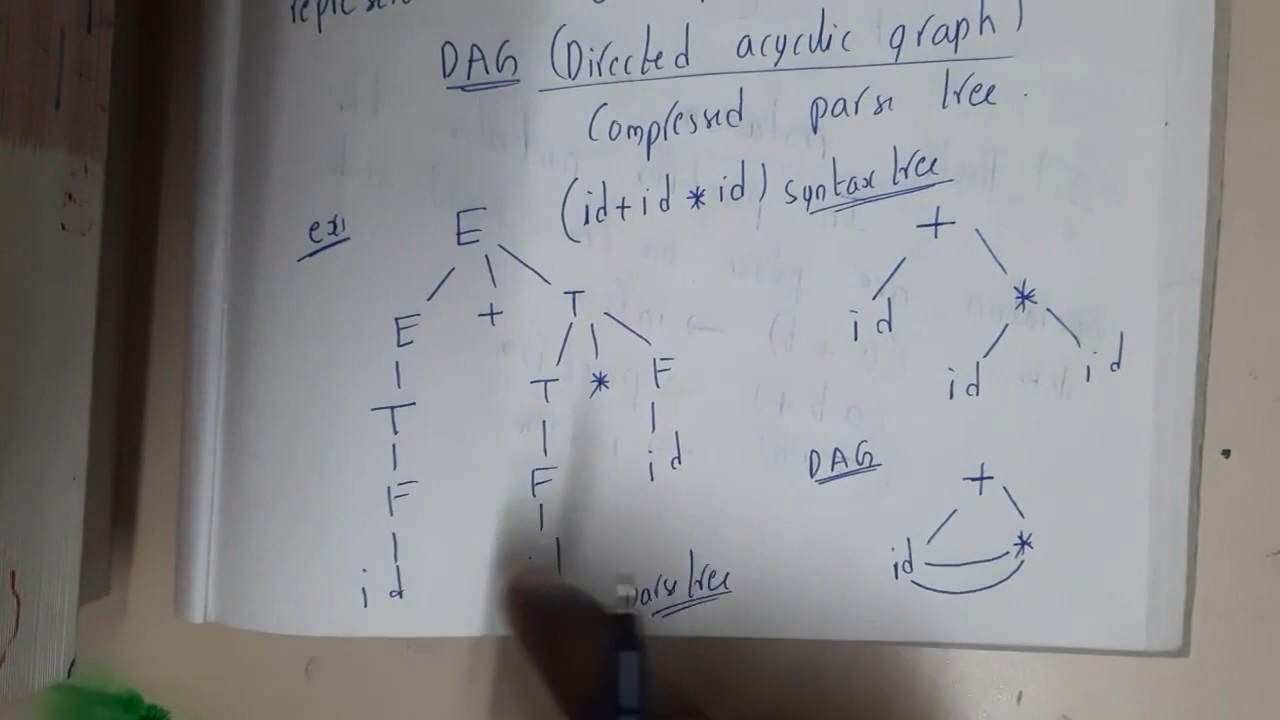 DAG (Directed acyclic graph)
Compressed parse tree.
(id+id*id) syntax tree
ex:
E
E + T
T T * F
F F id
id
parse tree
+
id *
id id
DAG
+
id *